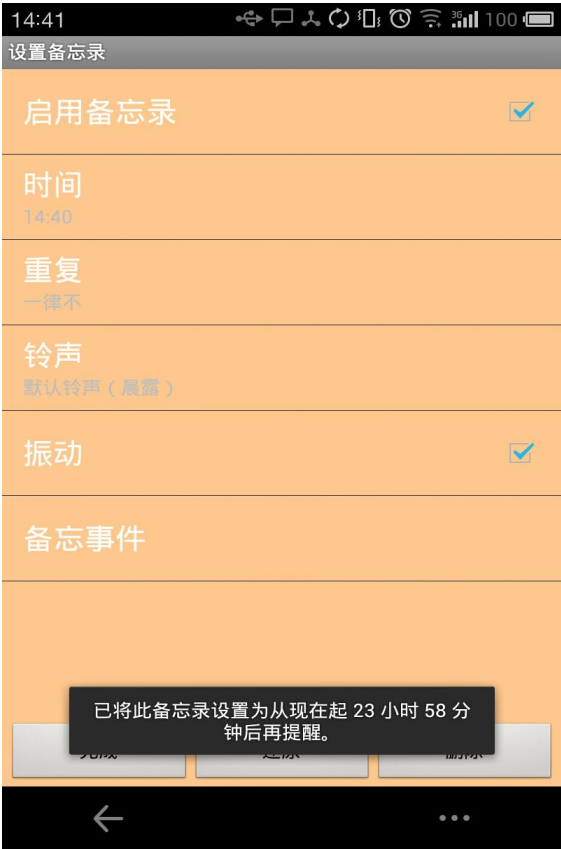 14:41
3G
100
设置备忘录
启用备忘录
时间
14:40
重复
一律不
铃声
默认铃声（晨露）
振动
备忘事件
已将此备忘录设置为从现在起 23 小时 58 分
钟后再提醒。